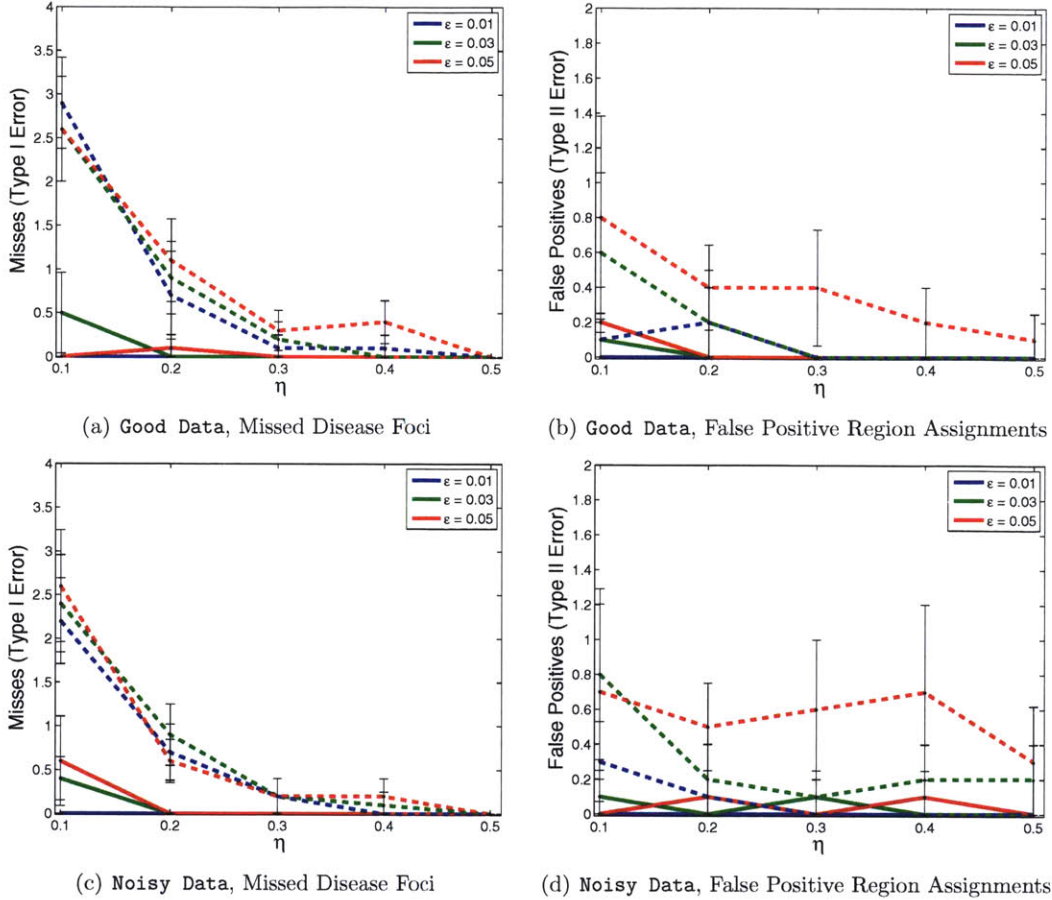 4
3.5
3
2.5
2
1.5
1
0.5
0
Misses (Type I Error)
0.1 0.2 0.3 0.4 0.5
η
ε = 0.01
ε = 0.03
ε = 0.05
(a) Good Data, Missed Disease Foci
2
1.8
1.6
1.4
1.2
1
0.8
0.6
0.4
0.2
0
False Positives (Type II Error)
0.1 0.2 0.3 0.4 0.5
η
ε = 0.01
ε = 0.03
ε = 0.05
(b) Good Data, False Positive Region Assignments
4
3.5
3
2.5
2
1.5
1
0.5
0
Misses (Type I Error)
0.1 0.2 0.3 0.4 0.5
η
ε = 0.01
ε = 0.03
ε = 0.05
(c) Noisy Data, Missed Disease Foci
2
1.8
1.6
1.4
1.2
1
0.8
0.6
0.4
0.2
0
False Positives (Type II Error)
0.1 0.2 0.3 0.4 0.5
η
ε = 0.01
ε = 0.03
ε = 0.05
(d) Noisy Data, False Positive Region Assignments